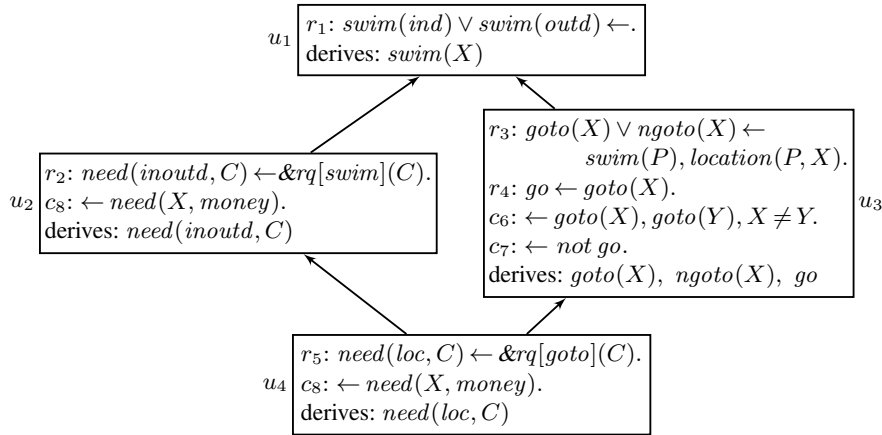 u₁
r₁: swim(ind) ∨ swim(outd) ←.
derives: swim(X)
u₂
r₂: need(inoutd, C) ← &rq[swim](C).
c₈: ← need(X, money).
derives: need(inoutd, C)
r₃: goto(X) ∨ ngoto(X) ←
swim(P), location(P, X).
r₄: go ← goto(X).
c₆: ← goto(X), goto(Y), X ≠ Y.
c₇: ← not go.
derives: goto(X), ngoto(X), go
u₃
u₄
r₅: need(loc, C) ← &rq[goto](C).
c₈: ← need(X, money).
derives: need(loc, C)